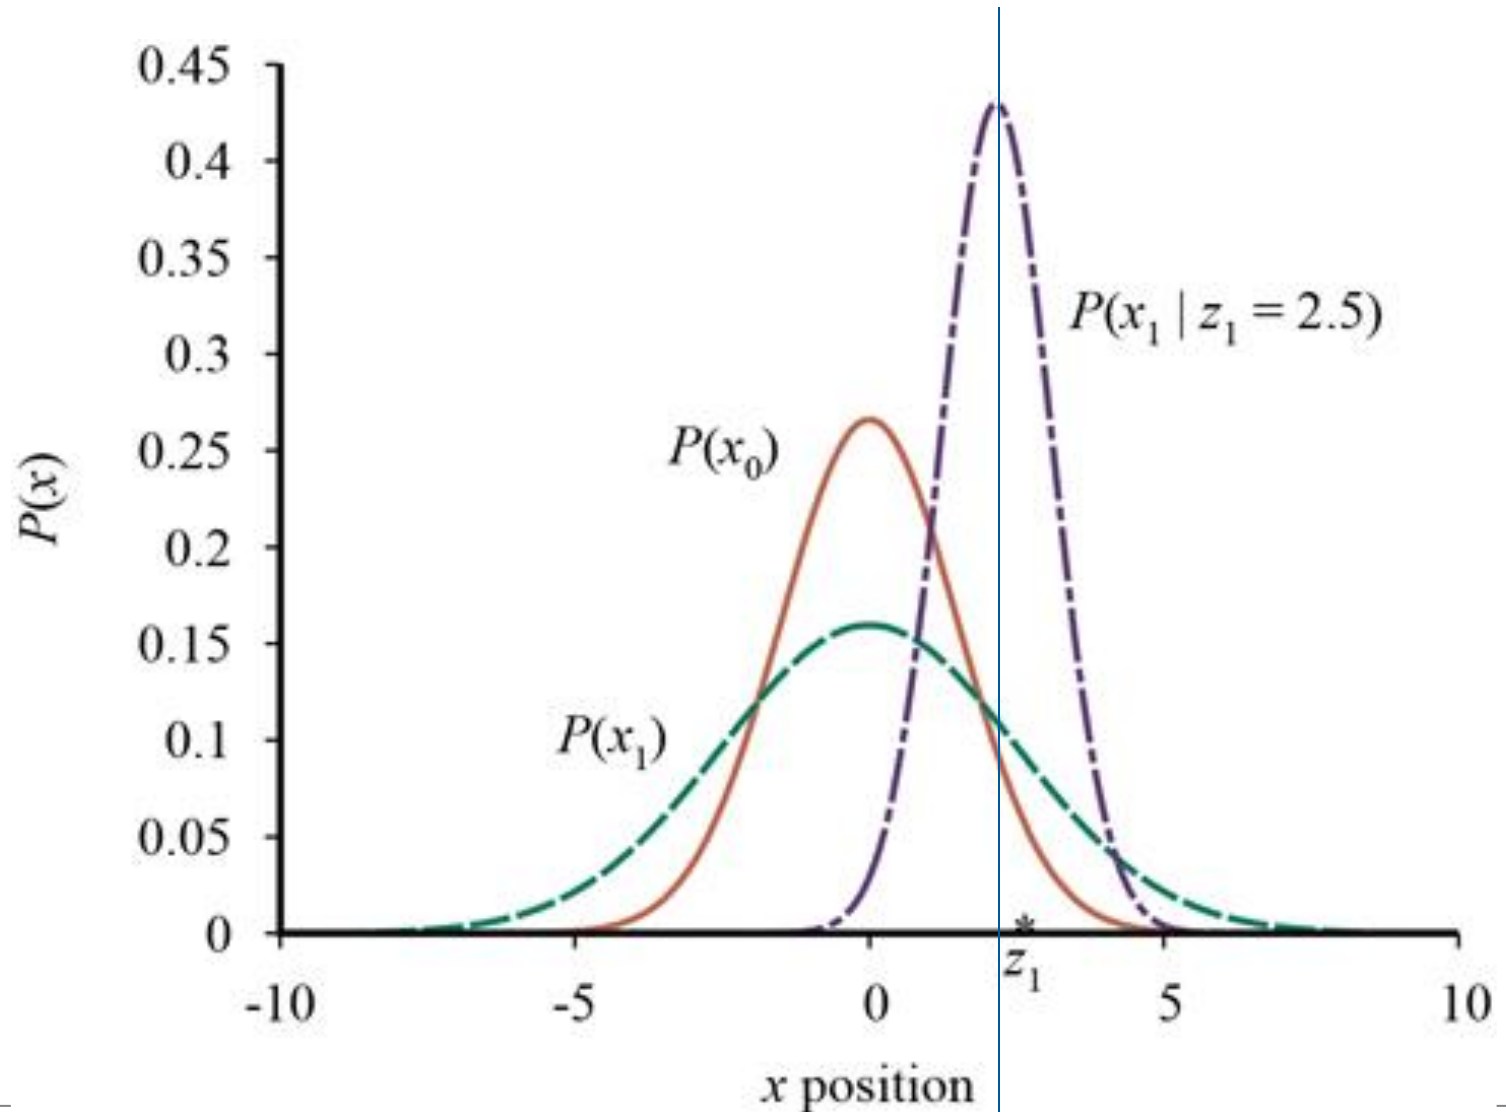 0.45
0.4
0.35
P(x₁ | z₁ = 2.5)
0.3
P(x₀)
0.25
P(x)
0.2
0.15
P(x₁)
0.1
0.05
0
*
z₁
-10 -5 0 5 10
x position